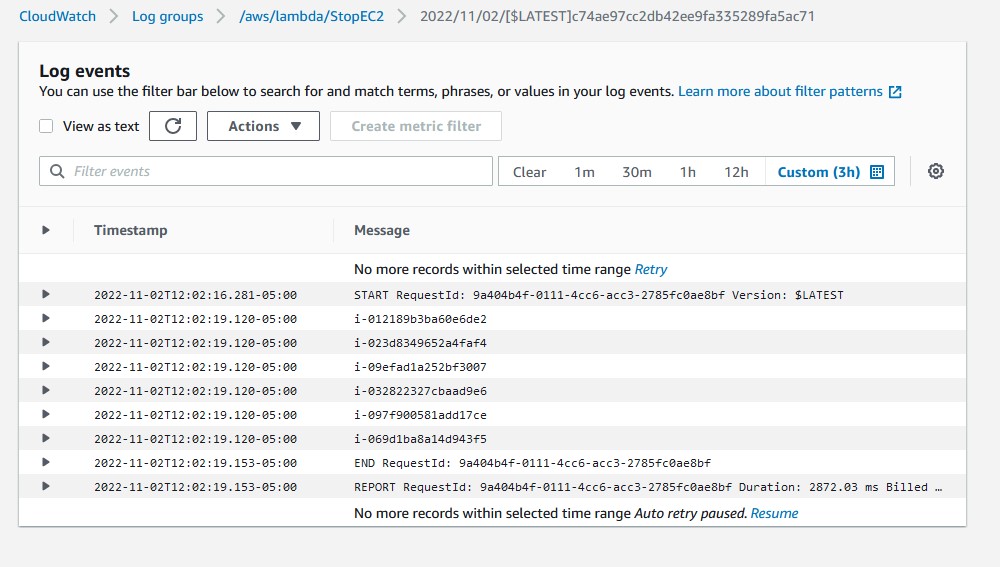 CloudWatch > Log groups > /aws/lambda/StopEC2 > 2022/11/02/[$LATEST]c74ae97cc2db42ee9fa335289fa5ac71
Log events
You can use the filter bar below to search for and match terms, phrases, or values in your log events. Learn more about filter patterns
View as text Actions Create metric filter
Filter events Clear 1m 30m 1h 12h Custom (3h)
Timestamp Message
No more records within selected time range Retry
2022-11-02T12:02:16.281-05:00 START RequestId: 9a404b4f-0111-4cc6-acc3-2785fc0ae8bf Version: $LATEST
2022-11-02T12:02:19.120-05:00 i-012189b3ba60e6de2
2022-11-02T12:02:19.120-05:00 i-023d8349652a4faf4
2022-11-02T12:02:19.120-05:00 i-09efad1a252bf3007
2022-11-02T12:02:19.120-05:00 i-032822327cbaad9e6
2022-11-02T12:02:19.120-05:00 i-097f900581add17ce
2022-11-02T12:02:19.120-05:00 i-069d1ba8a14d943f5
2022-11-02T12:02:19.153-05:00 END RequestId: 9a404b4f-0111-4cc6-acc3-2785fc0ae8bf
2022-11-02T12:02:19.153-05:00 REPORT RequestId: 9a404b4f-0111-4cc6-acc3-2785fc0ae8bf Duration: 2872.03 ms Billed …
No more records within selected time range Auto retry paused. Resume